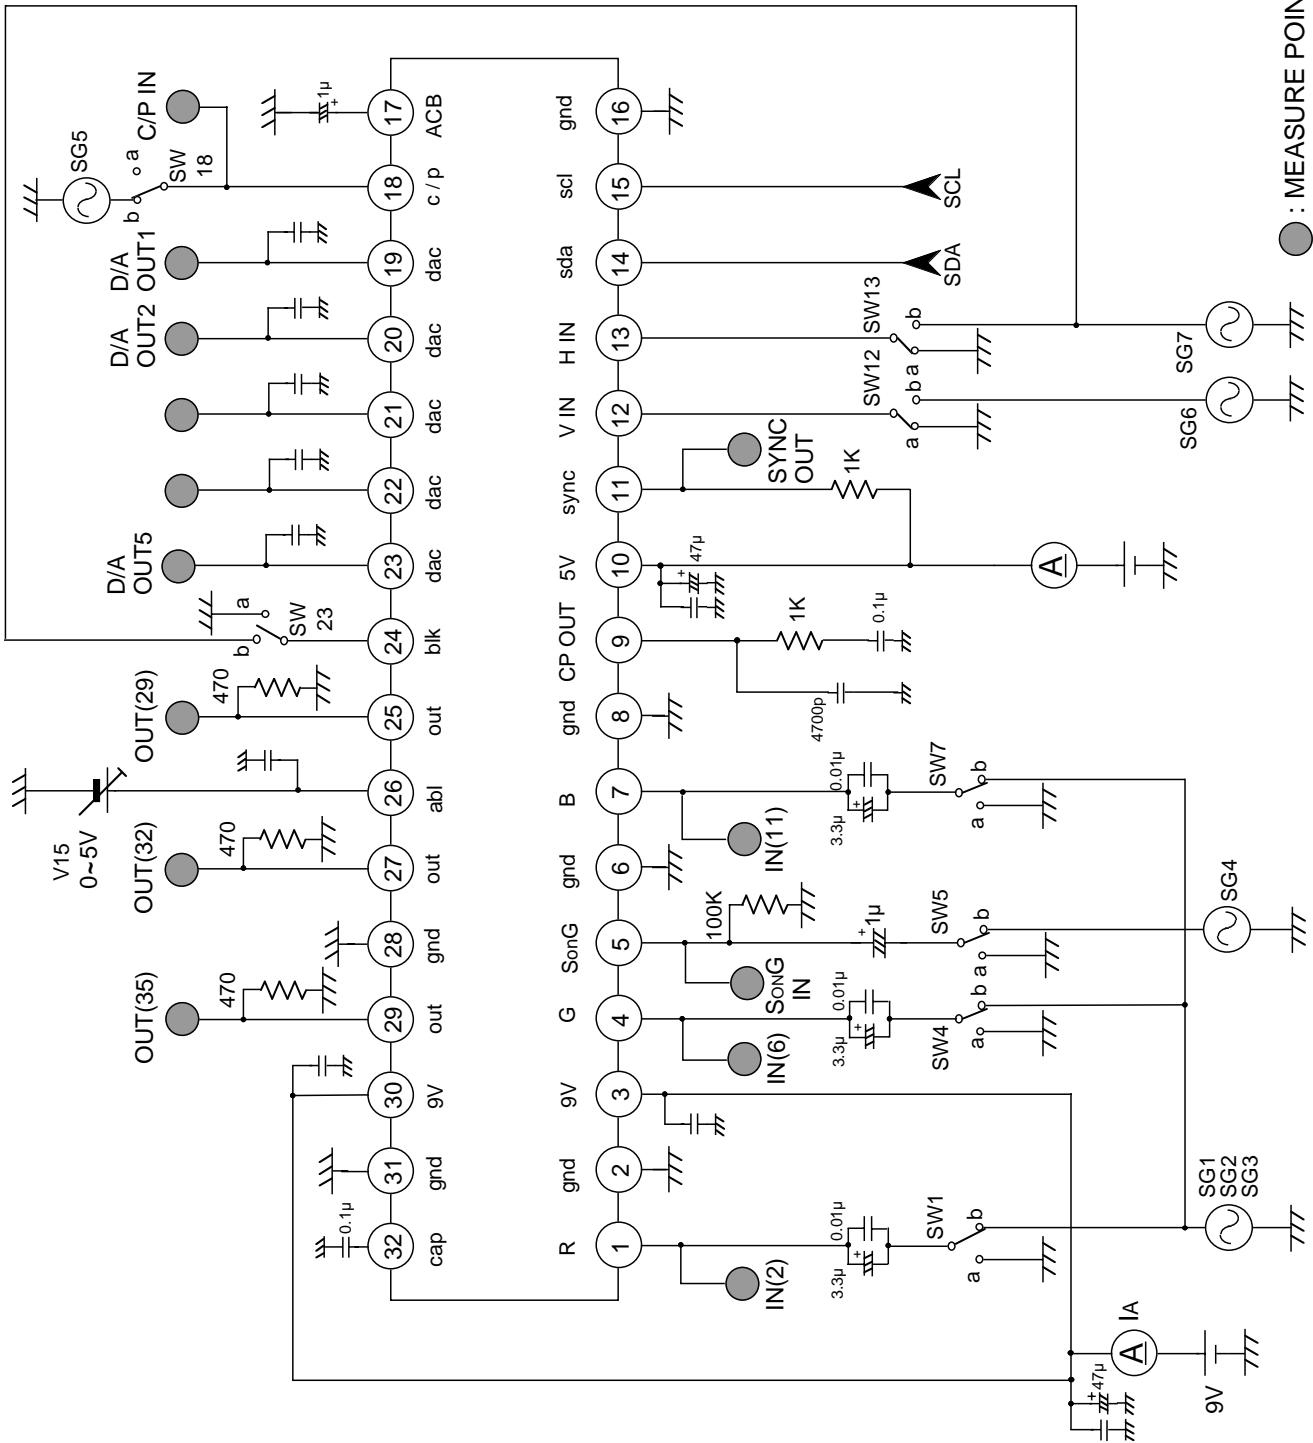 SG5
b
a
C/P IN
SW
18
D/A
OUT1
D/A
OUT2
D/A
OUT5
a
b
SW
23
OUT(29)
470
V15
0~5V
OUT(32)
470
OUT(35)
470
0.1µ
1µ
+
32
31
30
29
28
27
26
25
24
23
22
21
20
19
18
17
cap
gnd
9V
out
gnd
out
abl
out
blk
dac
dac
dac
dac
dac
c / p
ACB
R
gnd
9V
G
SonG
gnd
B
gnd
CP OUT
5V
sync
V IN
H IN
sda
scl
gnd
1
2
3
4
5
6
7
8
9
10
11
12
13
14
15
16
IN(2)
IN(6)
SONG
IN
100K
IN(11)
+
47µ
SYNC
OUT
3.3µ
+
0.01µ
3.3µ
+
0.01µ
+
1µ
3.3µ
+
0.01µ
4700p
1K
0.1µ
1K
SW1
a
b
SW4
a
b
SW5
a
b
SW7
a
b
SW12
a
b
SW13
a
b
SDA
SCL
A
IA
+
47µ
9V
SG1
SG2
SG3
SG4
A
SG6
SG7
: MEASURE POIN